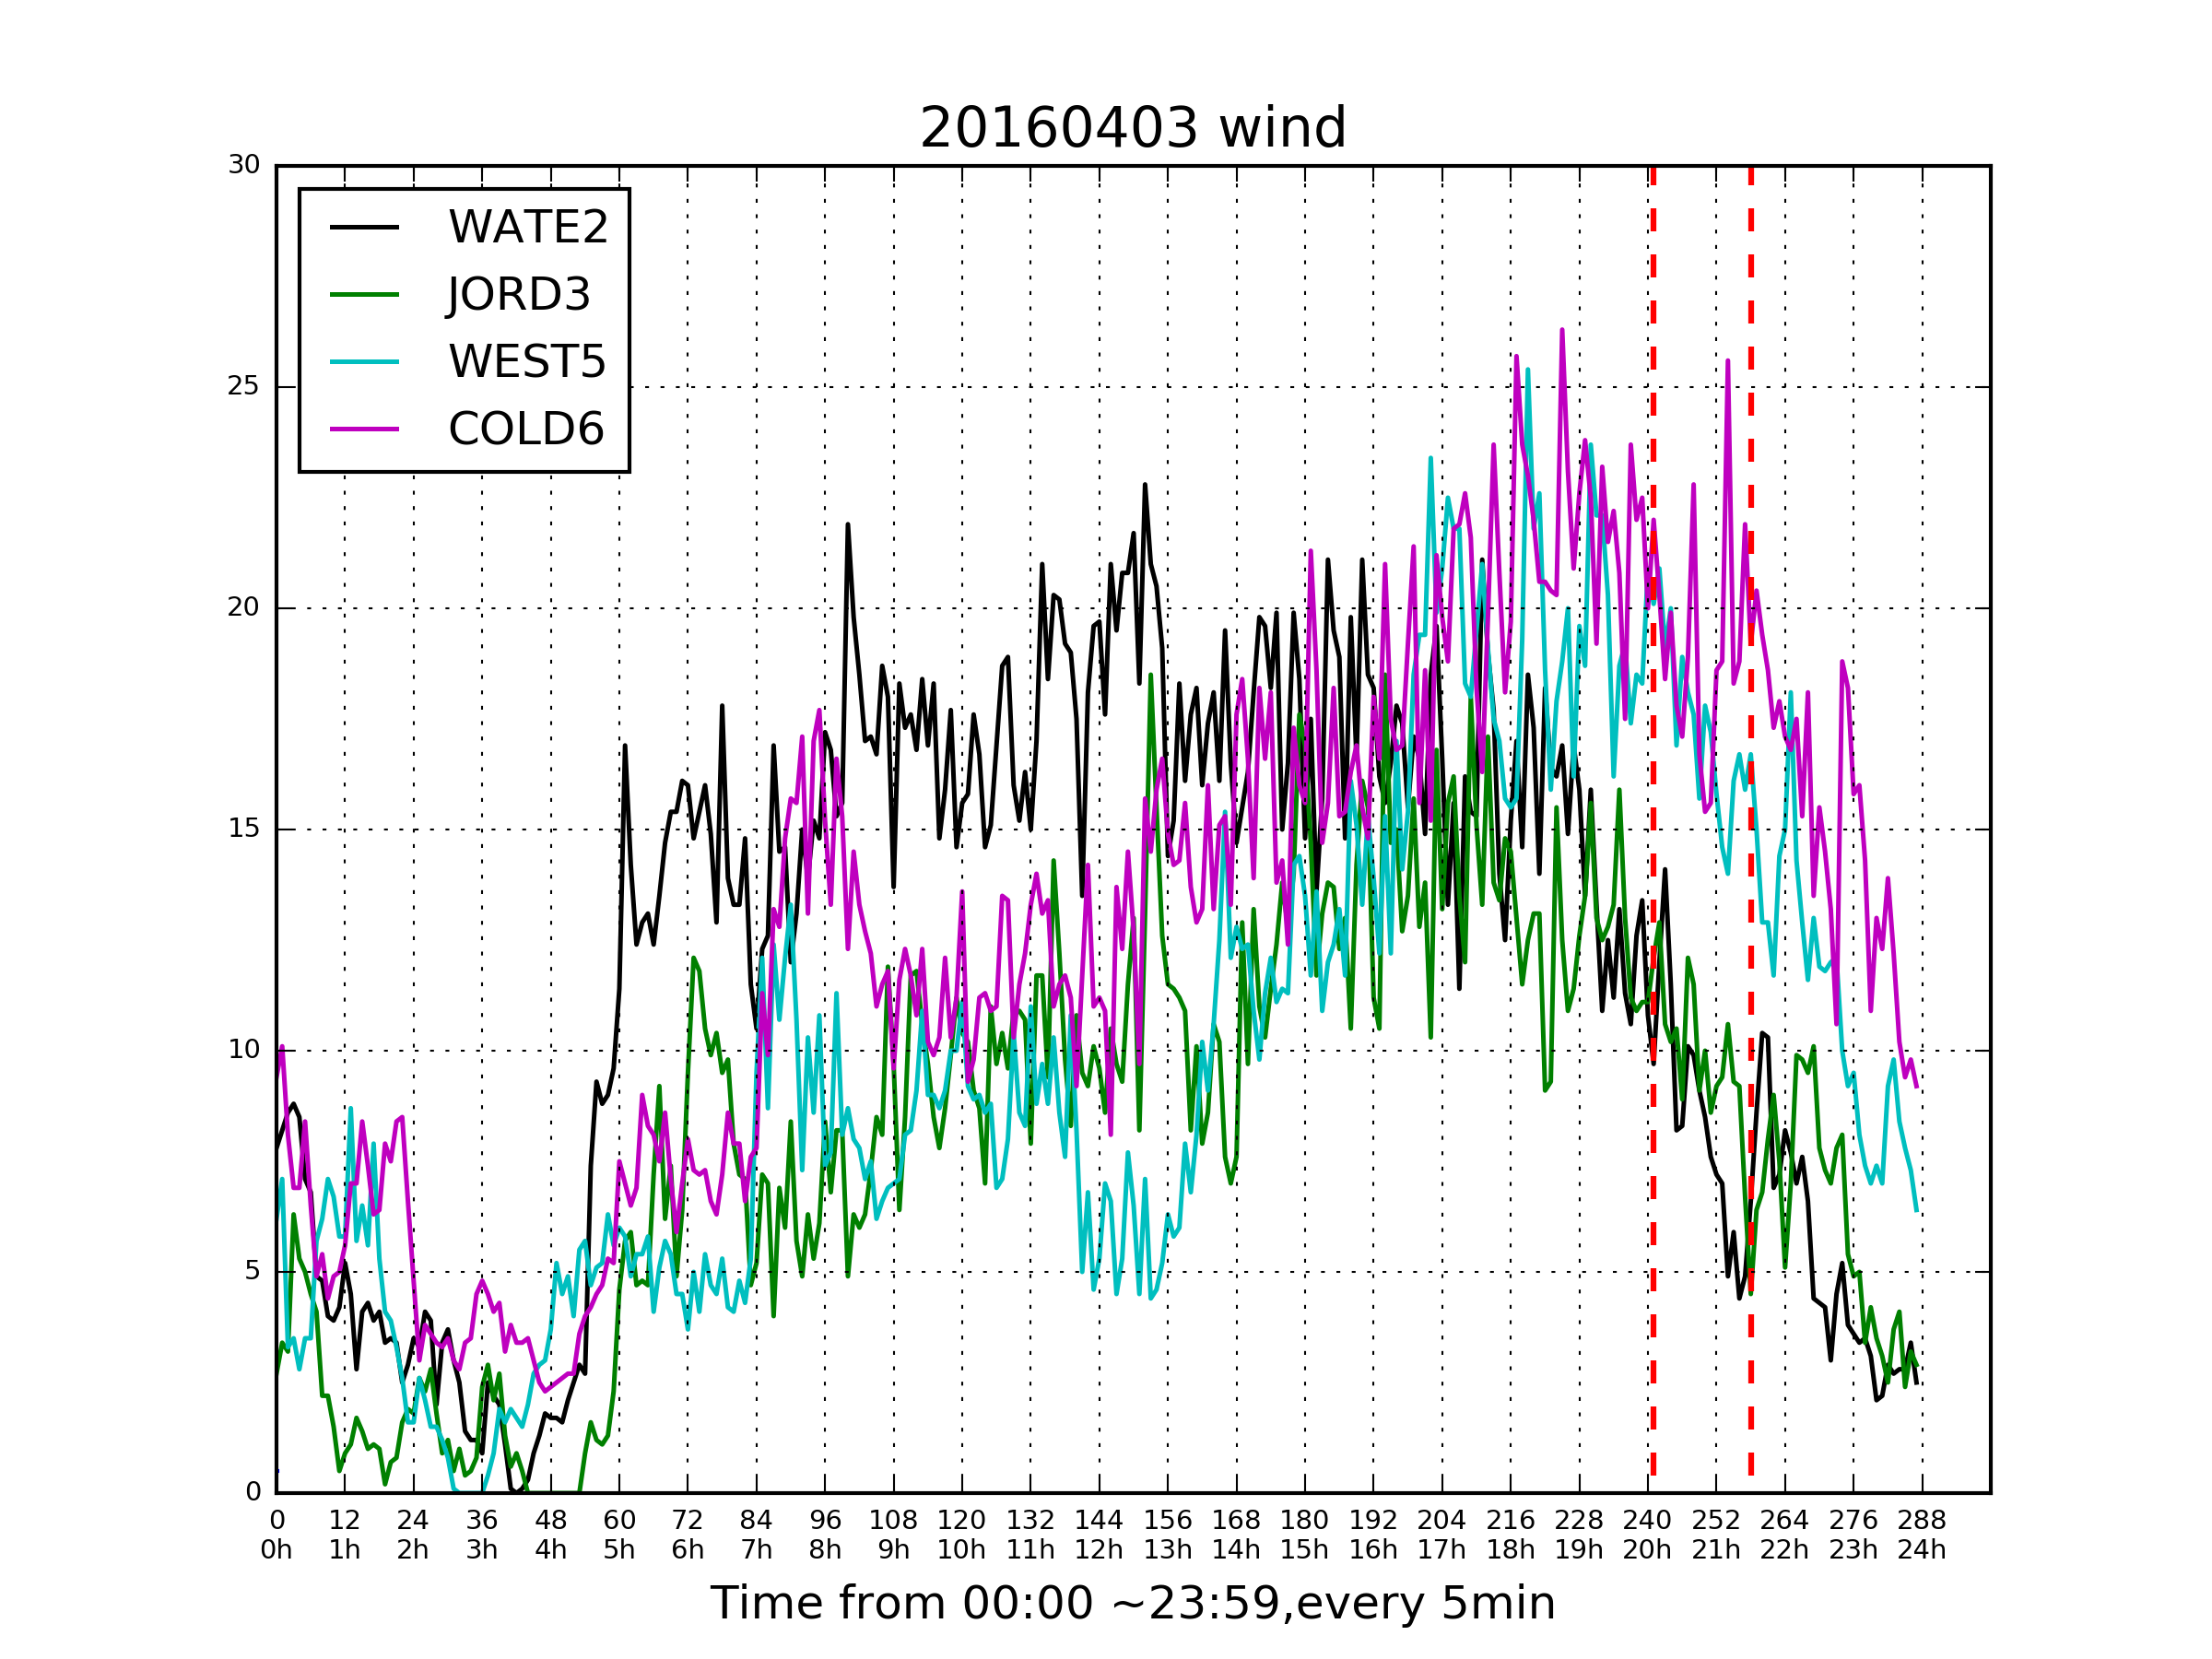 20160403 wind
30
25
20
15
10
5
0
WATE2
JORD3
WEST5
COLD6
0 12 24 36 48 60 72 84 96 108 120 132 144 156 168 180 192 204 216 228 240 252 264 276 288
0h 1h 2h 3h 4h 5h 6h 7h 8h 9h 10h 11h 12h 13h 14h 15h 16h 17h 18h 19h 20h 21h 22h 23h 24h
Time from 00:00 ~23:59,every 5min